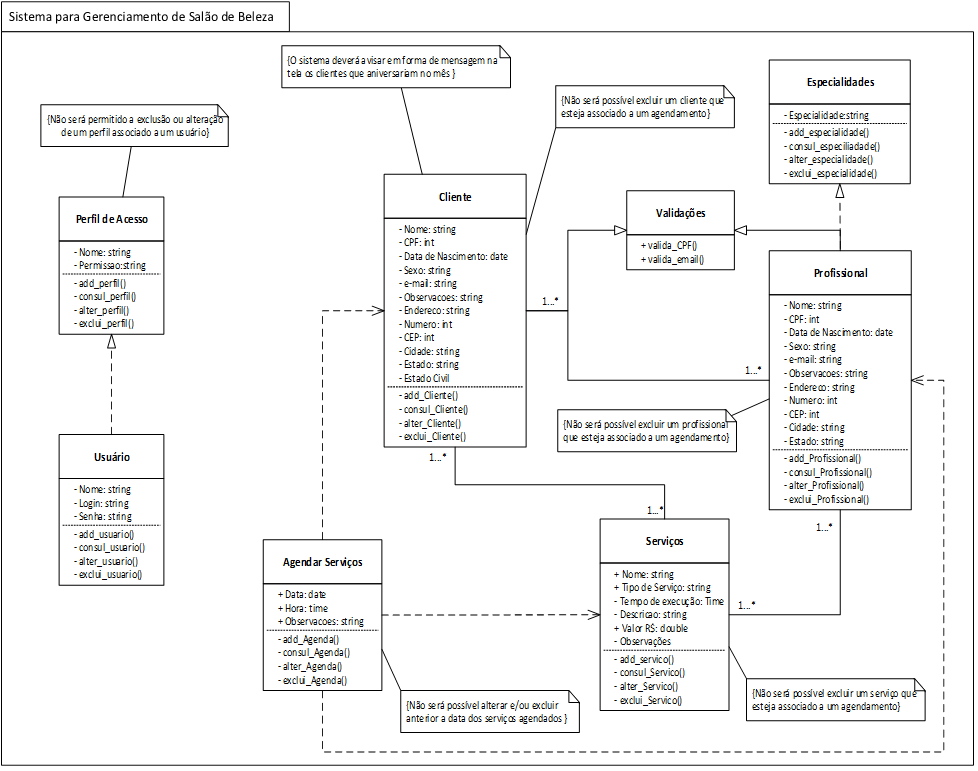 Sistema para Gerenciamento de Salão de Beleza
{O sistema deverá avisar em forma de mensagem na
tela os clientes que aniversariam no mês }
{Não será possível excluir um cliente que
esteja associado a um agendamento}
{Não será permitido a exclusão ou alteração
de um perfil associado a um usuário}
Especialidades
- Especialidade:string
- add_especialidade()
- consul_especiliadade()
- alter_especialidade()
- exclui_especialidade()
Perfil de Acesso
- Nome: string
- Permissao:string
- add_perfil()
- consul_perfil()
- alter_perfil()
- exclui_perfil()
Cliente
- Nome: string
- CPF: int
- Data de Nascimento: date
- Sexo: string
- e-mail: string
- Observacoes: string
- Endereco: string
- Numero: int
- CEP: int
- Cidade: string
- Estado: string
- Estado Civil
- add_Cliente()
- consul_Cliente()
- alter_Cliente()
- exclui_Cliente()
Validações
+ valida_CPF()
+ valida_email()
Profissional
- Nome: string
- CPF: int
- Data de Nascimento: date
- Sexo: string
- e-mail: string
- Observacoes: string
- Endereco: string
- Numero: int
- CEP: int
- Cidade: string
- Estado: string
- add_Profissional()
- consul_Profissional()
- alter_Profissional()
- exclui_Profissional()
1...*
1...*
{Não será possível excluir um profissional
que esteja associado a um agendamento}
Usuário
- Nome: string
- Login: string
- Senha: string
- add_usuario()
- consul_usuario()
- alter_usuario()
- exclui_usuario()
1...*
1...*
1...*
1...*
Agendar Serviços
+ Data: date
+ Hora: time
+ Observacoes: string
- add_Agenda()
- consul_Agenda()
- alter_Agenda()
- exclui_Agenda()
Serviços
+ Nome: string
+ Tipo de Serviço: string
- Tempo de execução: Time
- Descricao: string
+ Valor R$: double
- Observações
- add_servico()
- consul_Servico()
- alter_Servico()
- exclui_Servico()
{Não será possível alterar e/ou excluir
anterior a data dos serviços agendados }
{Não será possível excluir um serviço que
esteja associado a um agendamento}